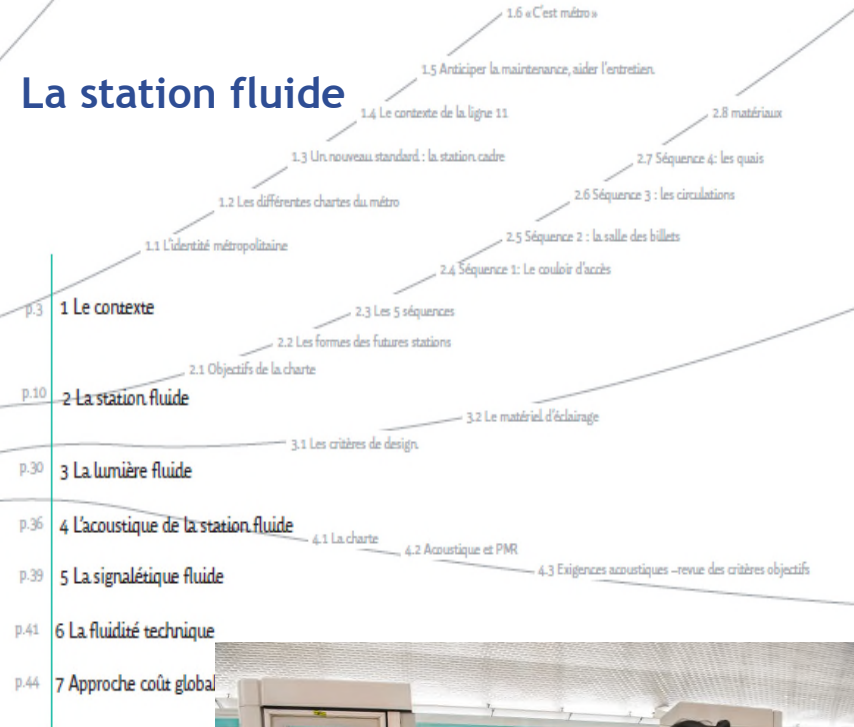 La station fluide
1.6 « C'est métro »
1.5 Anticiper la maintenance, aider l'entretien.
1.4 Le contexte de la ligne 11
1.3 Un nouveau standard : la station cadre
1.2 Les différentes chartes du métro
1.1 L'identité métropolitaine
p.3 1 Le contexte
2.8 matériaux
2.7 Séquence 4: les quais
2.6 Séquence 3 : les circulations
2.5 Séquence 2 : la salle des billets
2.4 Séquence 1: Le couloir d'accès
2.3 Les 5 séquences
2.2 Les formes des futures stations
2.1 Objectifs de la charte
p.10 2 La station fluide
3.2 Le matériel d'éclairage
3.1 Les critères de design.
p.30 3 La lumière fluide
p.36 4 L'acoustique de la station fluide
4.1 La charte
4.2 Acoustique et PMR
4.3 Exigences acoustiques –revue des critères objectifs
p.39 5 La signalétique fluide
p.41 6 La fluidité technique
p.44 7 Approche coût global